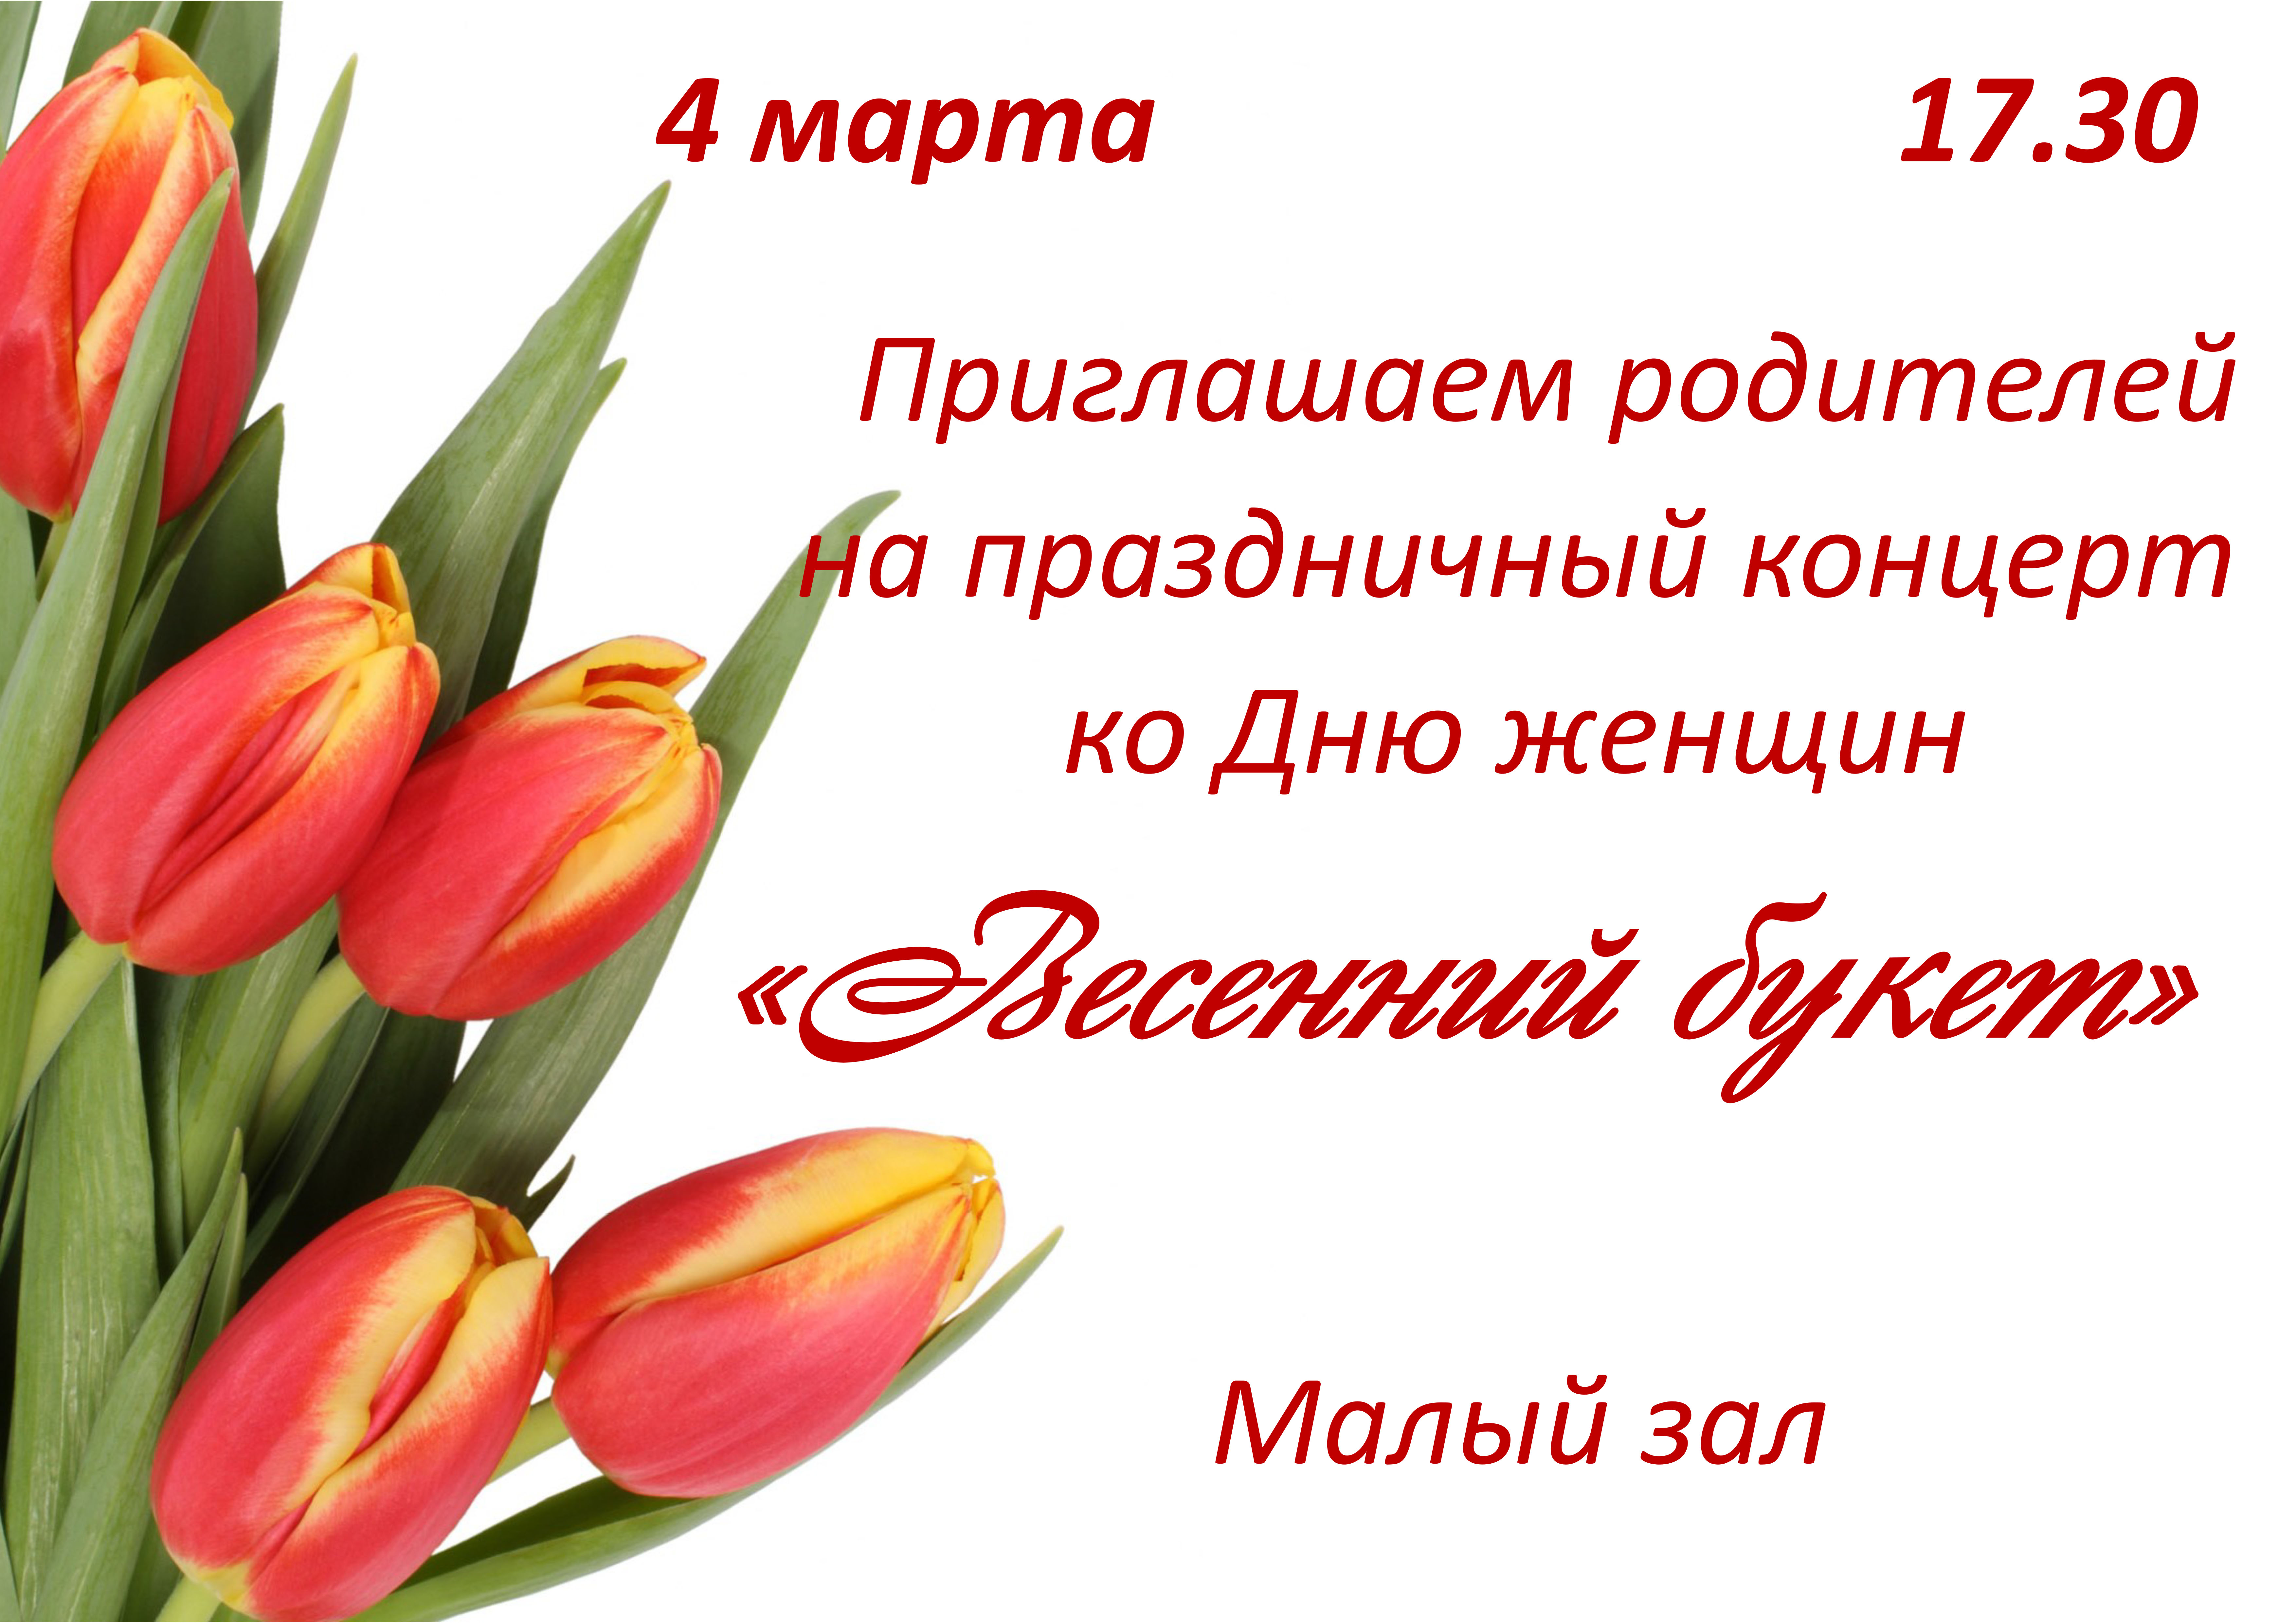 4 марта 17.30
Приглашаем родителей
на праздничный концерт
ко Дню женщин
«Весенний букет»
Малый зал